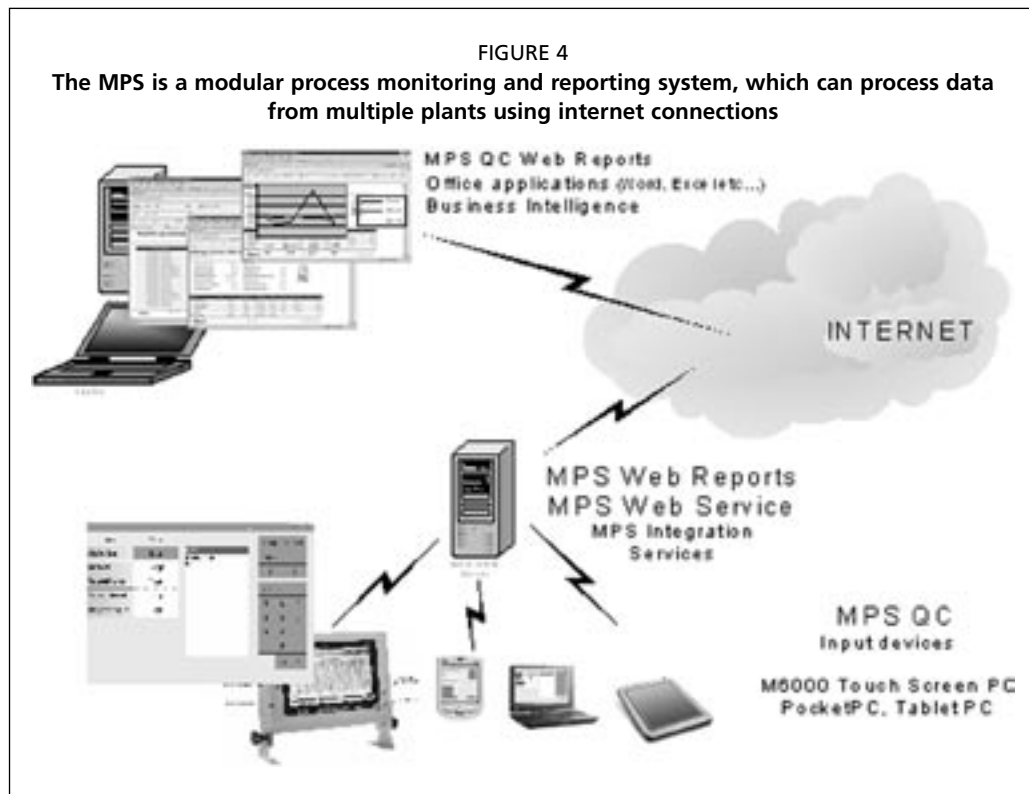 FIGURE 4
The MPS is a modular process monitoring and reporting system, which can process data
from multiple plants using internet connections
MPS QC Web Reports
Office applications (Word, Excel etc...)
Business Intelligence
INTERNET
MPS Web Reports
MPS Web Service
MPS Integration
Services
MPS QC
Input devices
M6000 Touch Screen PC
PocketPC, Tablet PC